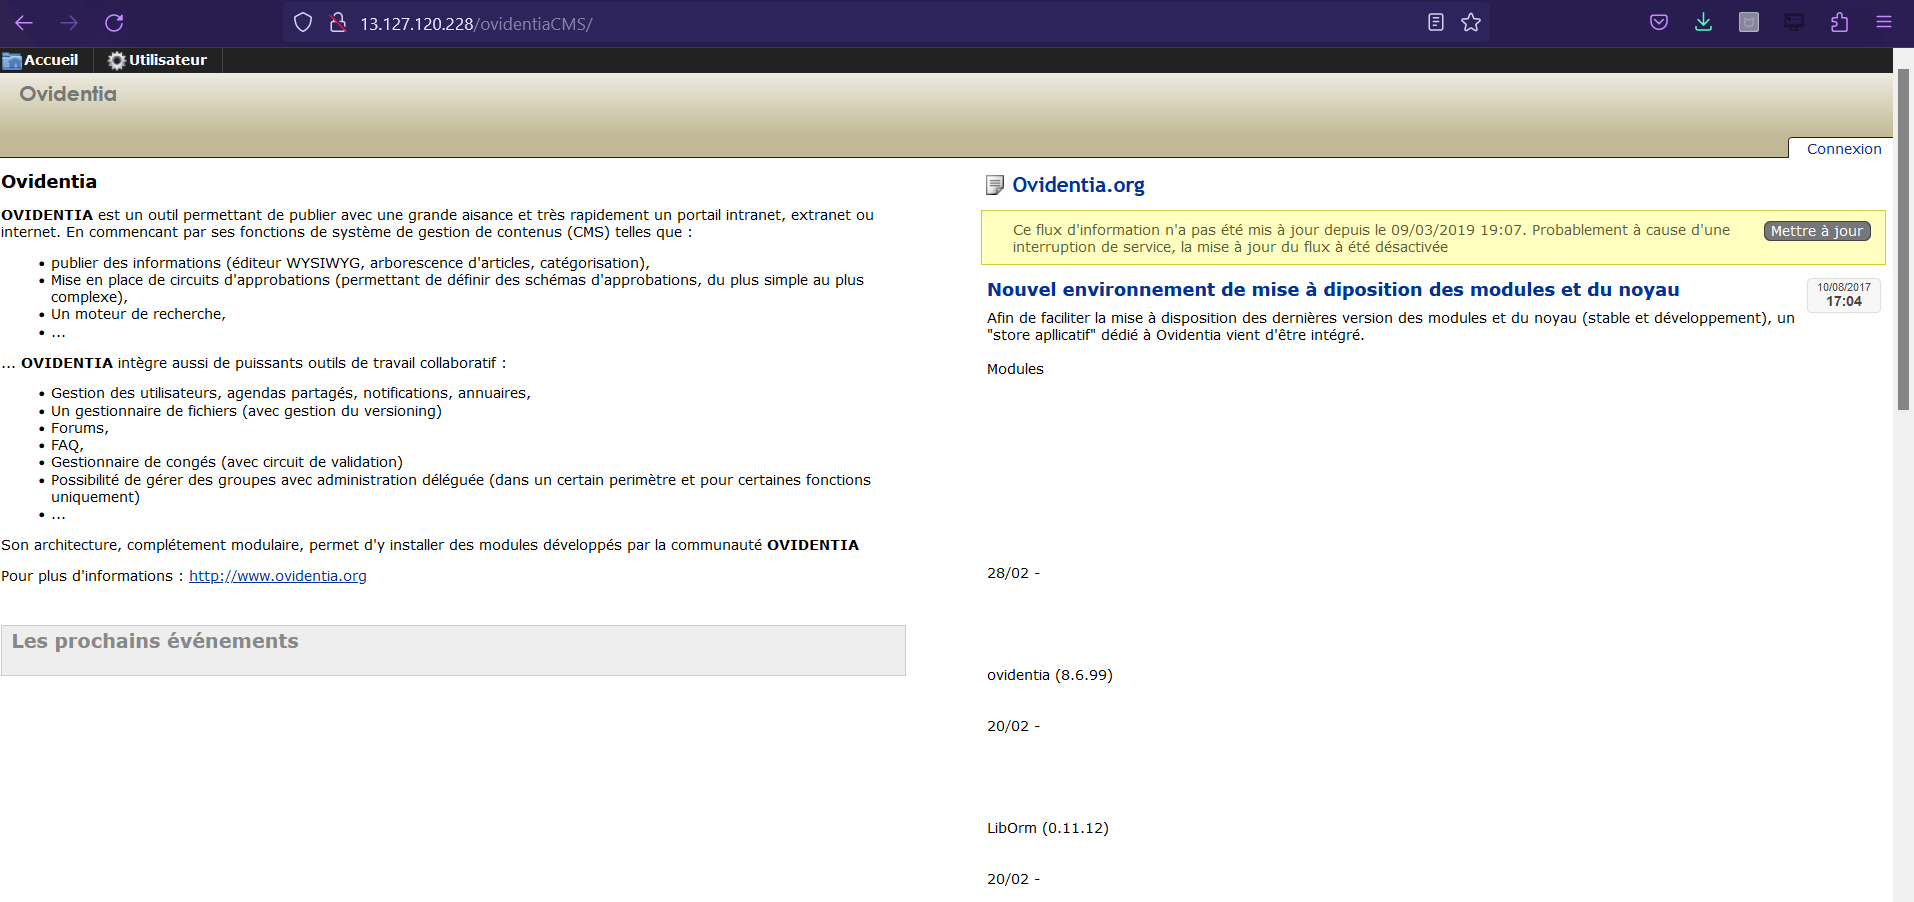 13.127.120.228/ovidentiaCMS/
Accueil
Utilisateur
Ovidentia
Connexion
Ovidentia
OVIDENTIA est un outil permettant de publier avec une grande aisance et très rapidement un portail intranet, extranet ou
internet. En commencant par ses fonctions de système de gestion de contenus (CMS) telles que :
• publier des informations (éditeur WYSIWYG, arborescence d'articles, catégorisation),
• Mise en place de circuits d'approbations (permettant de définir des schémas d'approbations, du plus simple au plus
complexe),
• Un moteur de recherche,
• ...
... OVIDENTIA intègre aussi de puissants outils de travail collaboratif :
• Gestion des utilisateurs, agendas partagés, notifications, annuaires,
• Un gestionnaire de fichiers (avec gestion du versioning)
• Forums,
• FAQ,
• Gestionnaire de congés (avec circuit de validation)
• Possibilité de gérer des groupes avec administration déléguée (dans un certain perimètre et pour certaines fonctions
uniquement)
• ...
Son architecture, complétement modulaire, permet d'y installer des modules développés par la communauté OVIDENTIA
Pour plus d'informations : http://www.ovidentia.org
Les prochains événements
Ovidentia.org
Ce flux d'information n'a pas été mis à jour depuis le 09/03/2019 19:07. Probablement à cause d'une
interruption de service, la mise à jour du flux à été désactivée
Mettre à jour
Nouvel environnement de mise à diposition des modules et du noyau
10/08/2017
17:04
Afin de faciliter la mise à disposition des dernières version des modules et du noyau (stable et développement), un
"store apllicatif" dédié à Ovidentia vient d'être intégré.
Modules
28/02 -
ovidentia (8.6.99)
20/02 -
LibOrm (0.11.12)
20/02 -